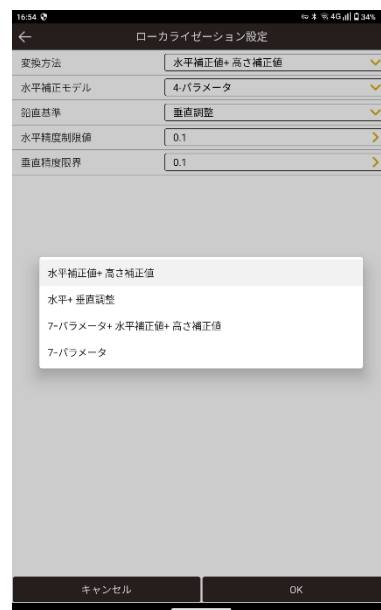 16:54 4G 34%
ローカライゼーション設定
変換方法 水平補正値+ 高さ補正値
水平補正モデル 4-パラメータ
鉛直基準 垂直調整
水平精度制限値 0.1
垂直精度限界 0.1
水平補正値+ 高さ補正値
水平+ 垂直調整
7-パラメータ+ 水平補正値+ 高さ補正値
7-パラメータ
キャンセル OK